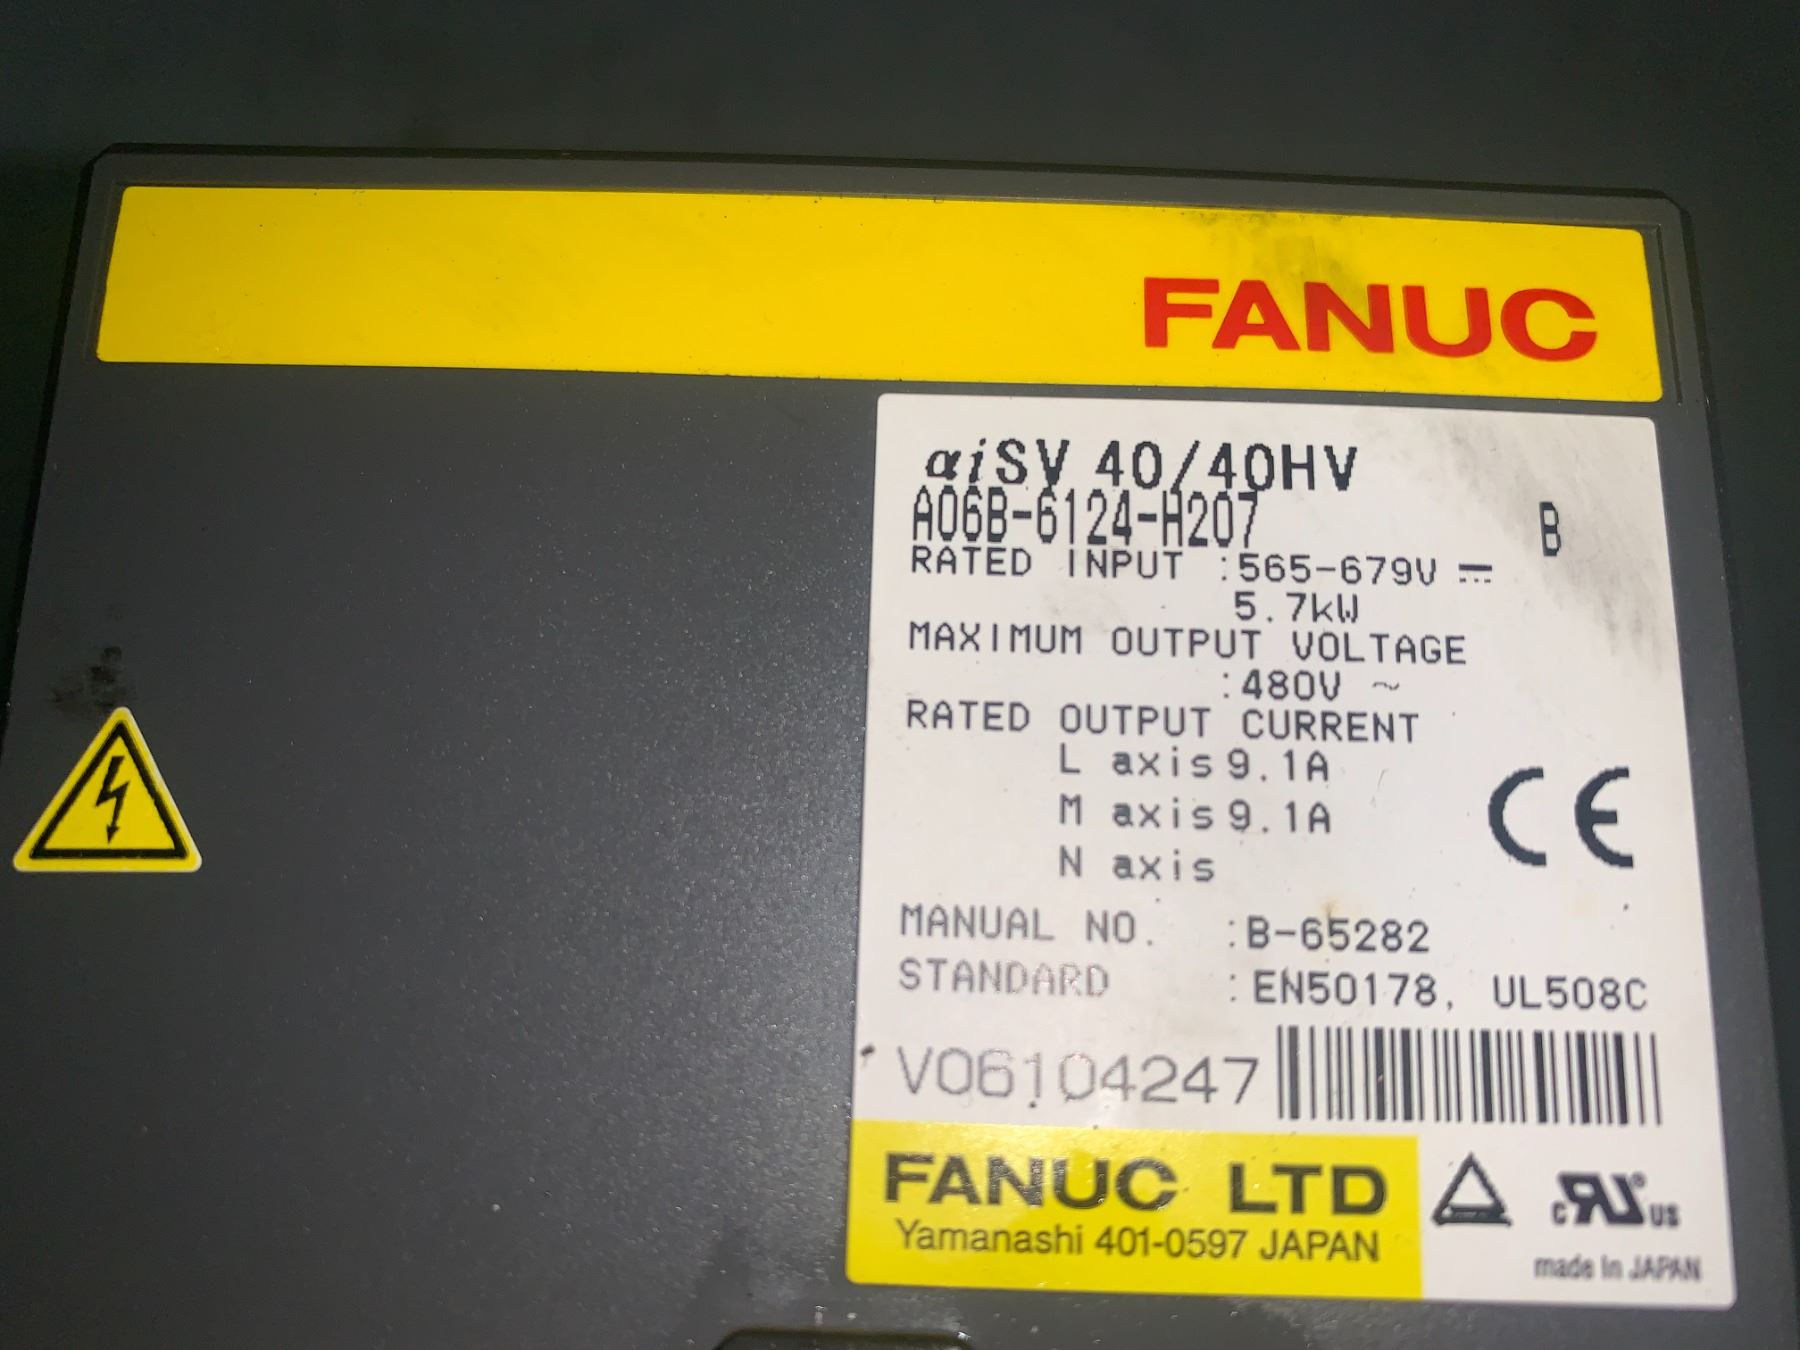 FANUC
αiSV 40/40HV
A06B-6124-H207 B
RATED INPUT :565-679V ⎓
5.7kW
MAXIMUM OUTPUT VOLTAGE
:480V ~
RATED OUTPUT CURRENT
L axis 9.1A
M axis 9.1A
N axis
CE
MANUAL NO. :B-65282
STANDARD :EN50178, UL508C
V06104247
FANUC LTD
Yamanashi 401-0597 JAPAN
c RU US
made in JAPAN